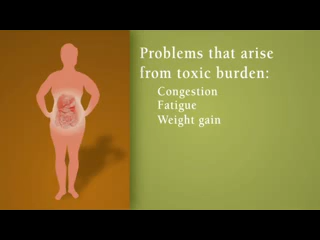 Problems that arise
from toxic burden:
Congestion
Fatigue
Weight gain